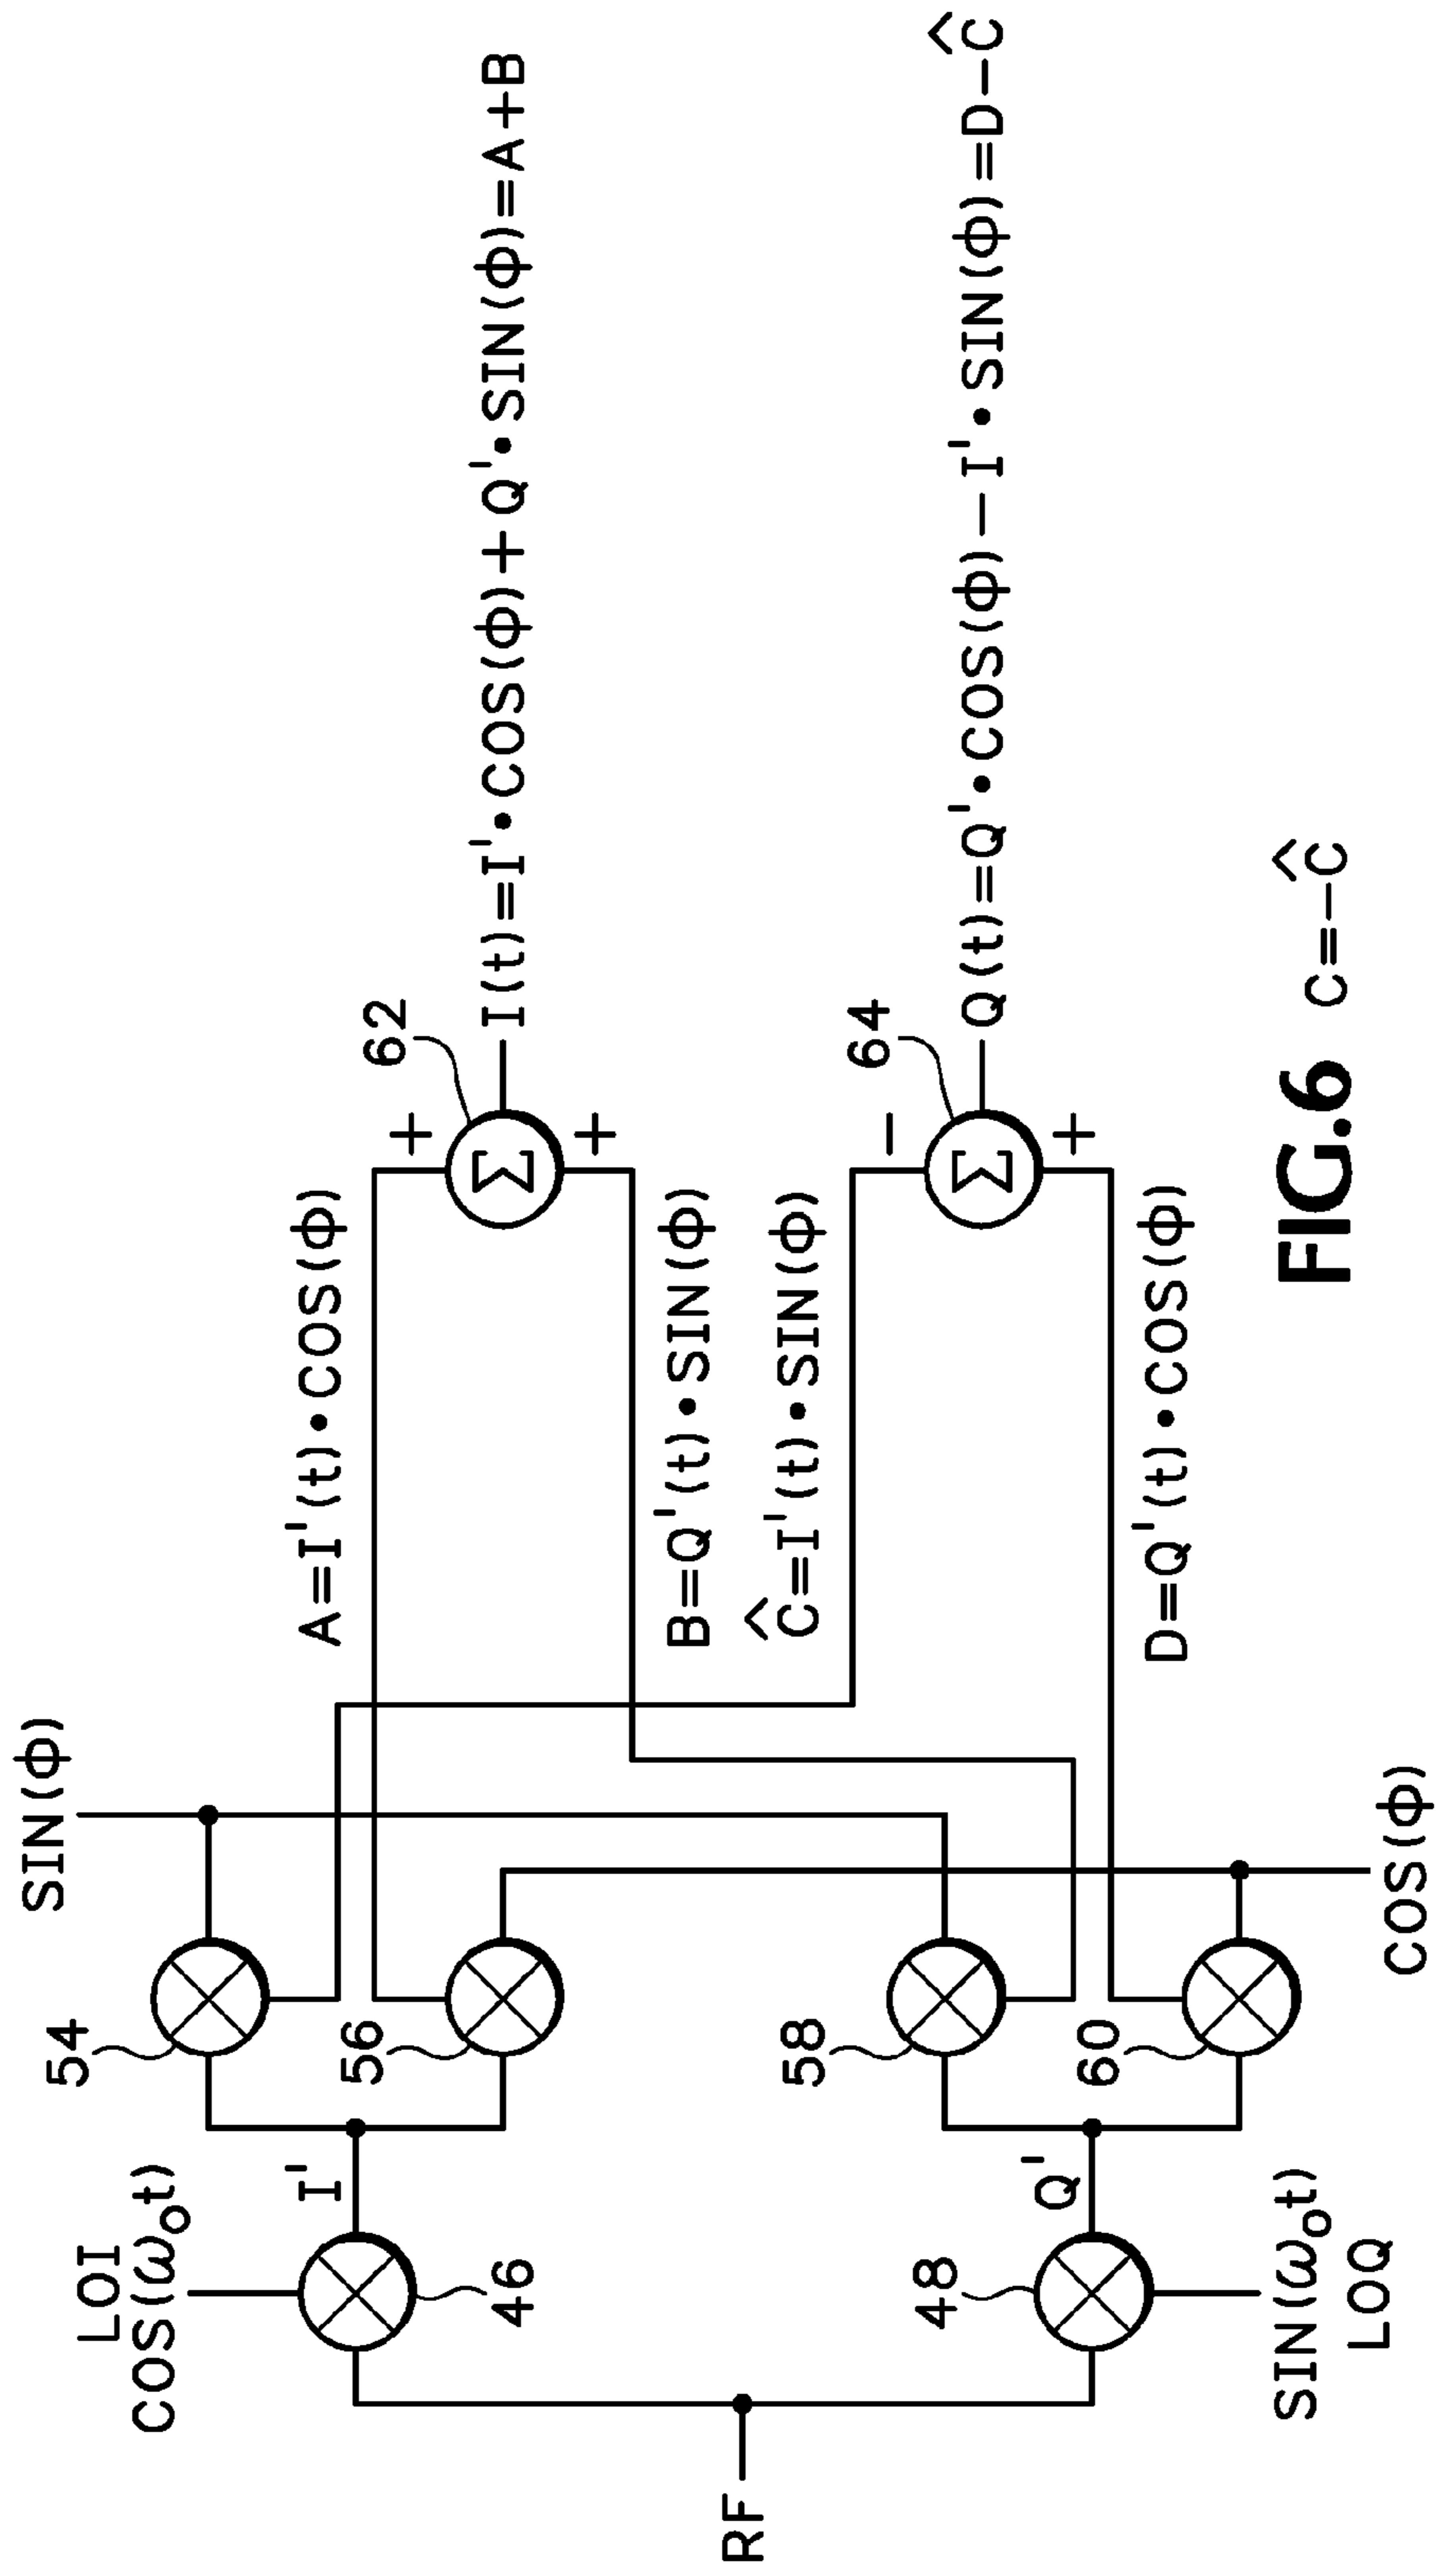 SIN(ϕ)
LOI
COS(ω₀t)
54
I'
A=I'(t)•COS(ϕ)
62
+
56
46
Σ
I(t)=I'•COS(ϕ)+Q'•SIN(ϕ)=A+B
+
B=Q'(t)•SIN(ϕ)
RF
Ĉ=I'(t)•SIN(ϕ)
58
64
−
48
Q'
Σ
Q(t)=Q'•COS(ϕ)−I'•SIN(ϕ)=D−Ĉ
+
60
D=Q'(t)•COS(ϕ)
SIN(ω₀t)
LOQ
COS(ϕ)
FIG.6
C=−Ĉ